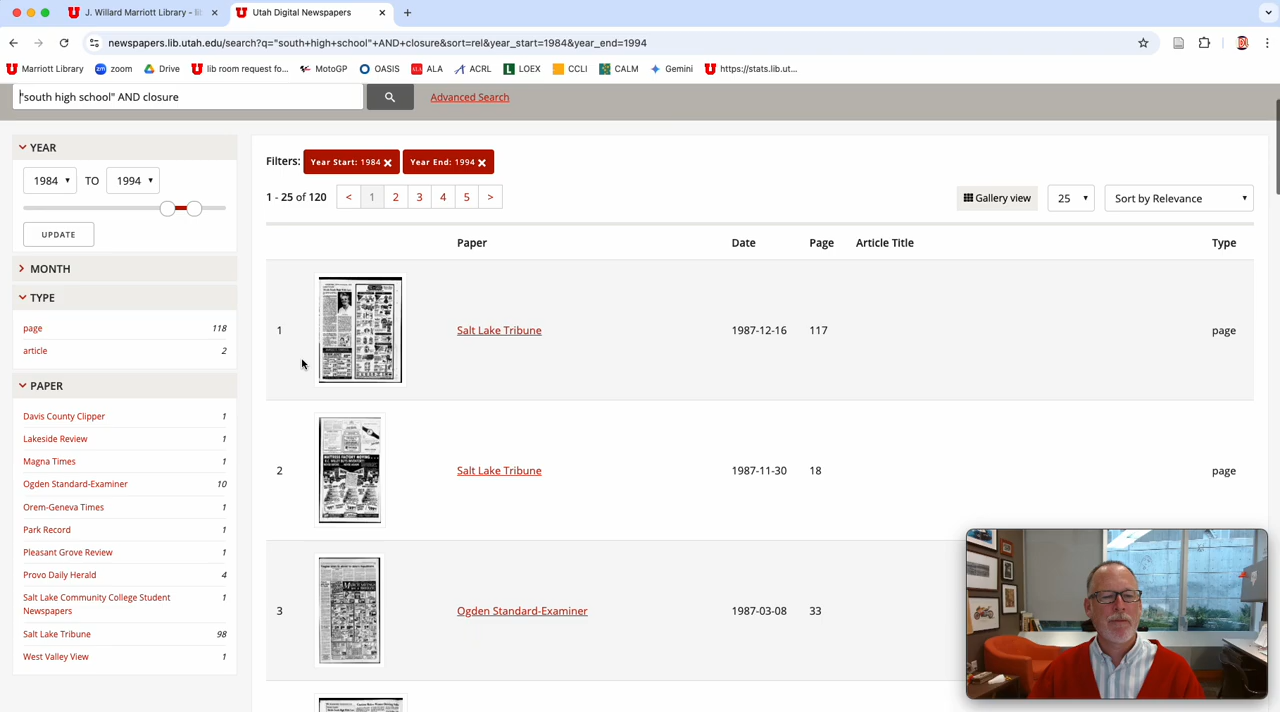 J. Willard Marriott Library - li
Utah Digital Newspapers
newspapers.lib.utah.edu/search?q="south+high+school"+AND+closure&sort=rel&year_start=1984&year_end=1994
Marriott Library
zoom
Drive
lib room request fo...
MotoGP
OASIS
ALA
ACRL
LOEX
CCLI
CALM
Gemini
https://stats.lib.ut...
"south high school" AND closure
Advanced Search
YEAR
1984 TO 1994
UPDATE
MONTH
TYPE
page 118
article 2
PAPER
Davis County Clipper 1
Lakeside Review 1
Magna Times 1
Ogden Standard-Examiner 10
Orem-Geneva Times 1
Park Record 1
Pleasant Grove Review 1
Provo Daily Herald 4
Salt Lake Community College Student 1
Newspapers
Salt Lake Tribune 98
West Valley View 1
Filters: Year Start: 1984 Year End: 1994
1 - 25 of 120 < 1 2 3 4 5 >
Gallery view 25 Sort by Relevance
Paper Date Page Article Title Type
1 Salt Lake Tribune 1987-12-16 117 page
2 Salt Lake Tribune 1987-11-30 18 page
3 Ogden Standard-Examiner 1987-03-08 33